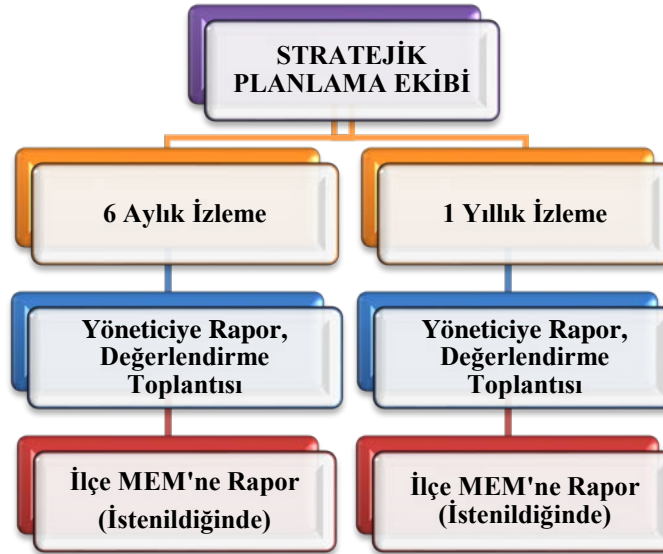 STRATEJİK
PLANLAMA EKİBİ
6 Aylık İzleme
1 Yıllık İzleme
Yöneticiye Rapor,
Değerlendirme
Toplantısı
Yöneticiye Rapor,
Değerlendirme
Toplantısı
İlçe MEM'ne Rapor
(İstenildiğinde)
İlçe MEM'ne Rapor
(İstenildiğinde)